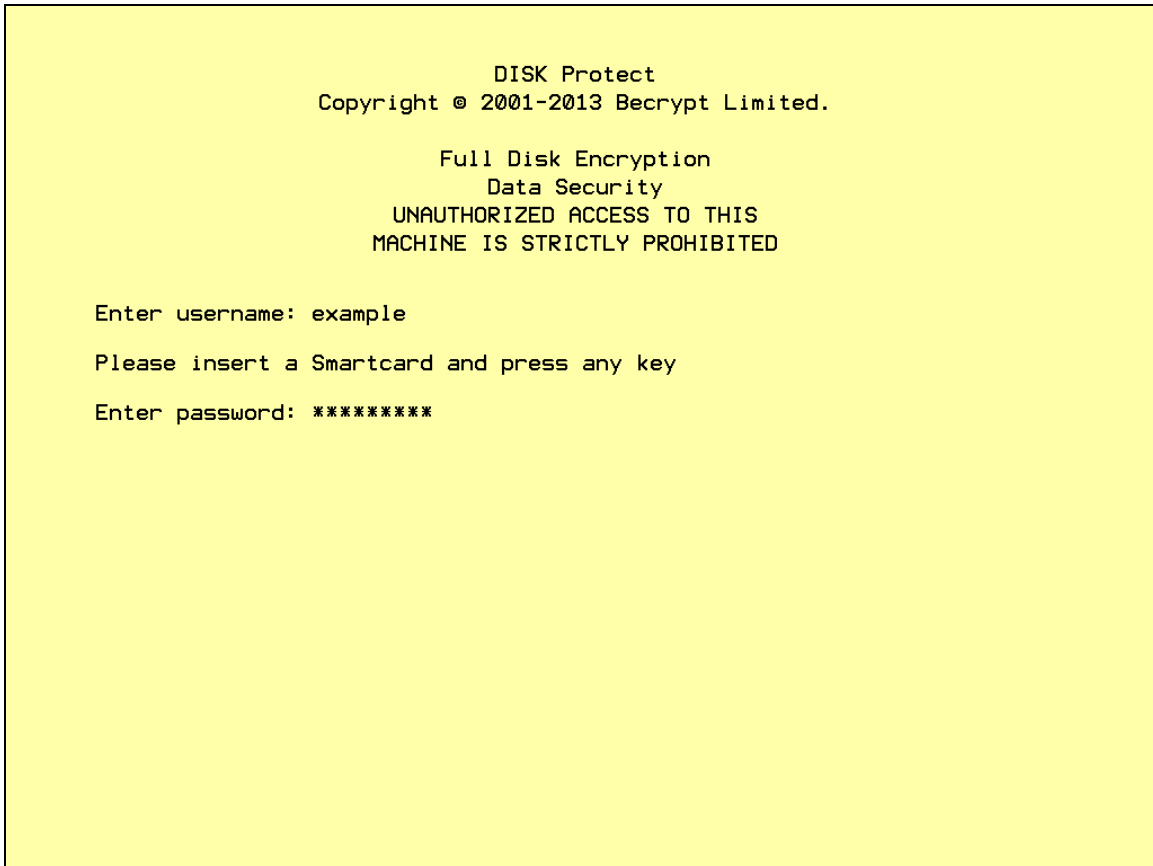 DISK Protect
Copyright © 2001-2013 Becrypt Limited.
Full Disk Encryption
Data Security
UNAUTHORIZED ACCESS TO THIS
MACHINE IS STRICTLY PROHIBITED
Enter username: example
Please insert a Smartcard and press any key
Enter password: *********